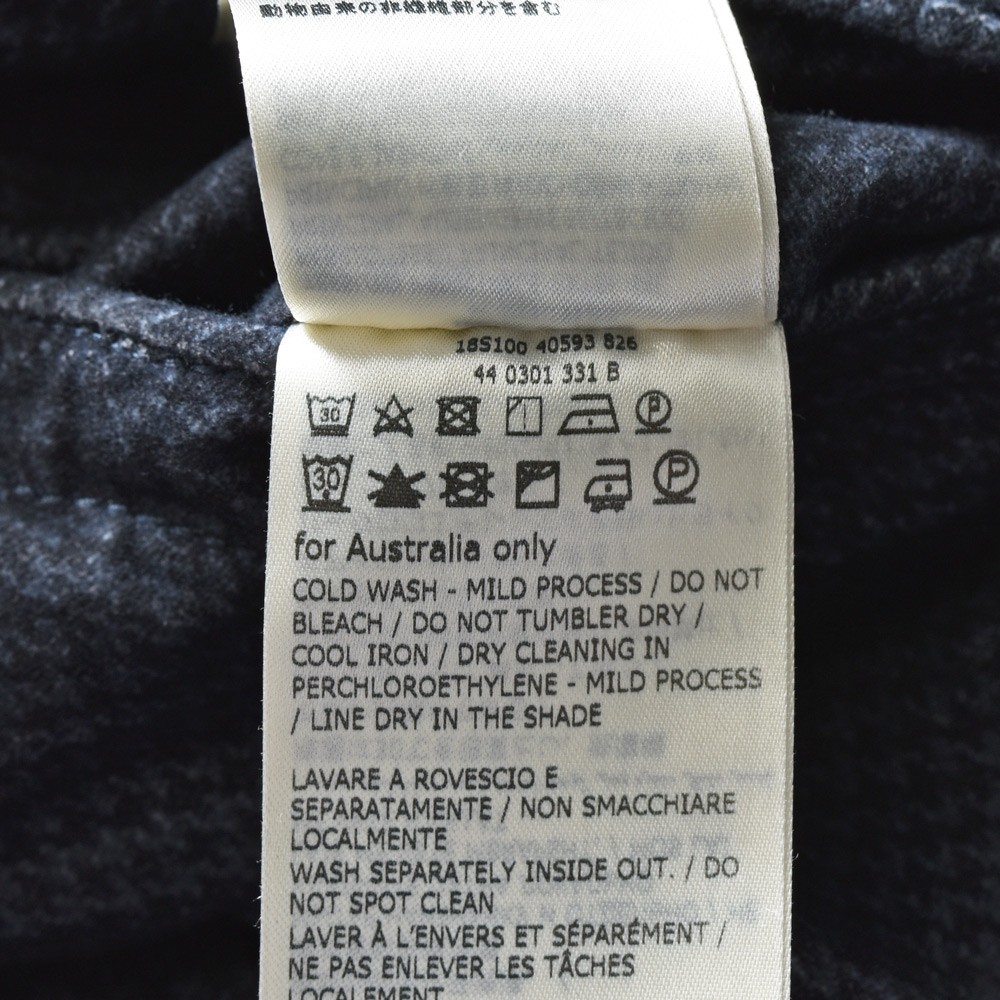 動物由来の非繊維部分を含む
18S100 40593 826
44 0301 331 B
30 P
30 P
for Australia only
COLD WASH - MILD PROCESS / DO NOT
BLEACH / DO NOT TUMBLER DRY /
COOL IRON / DRY CLEANING IN
PERCHLOROETHYLENE - MILD PROCESS
/ LINE DRY IN THE SHADE
LAVARE A ROVESCIO E
SEPARATAMENTE / NON SMACCHIARE
LOCALMENTE
WASH SEPARATELY INSIDE OUT. / DO
NOT SPOT CLEAN
LAVER À L'ENVERS ET SÉPARÉMENT /
NE PAS ENLEVER LES TÂCHES
LOCALEMENT